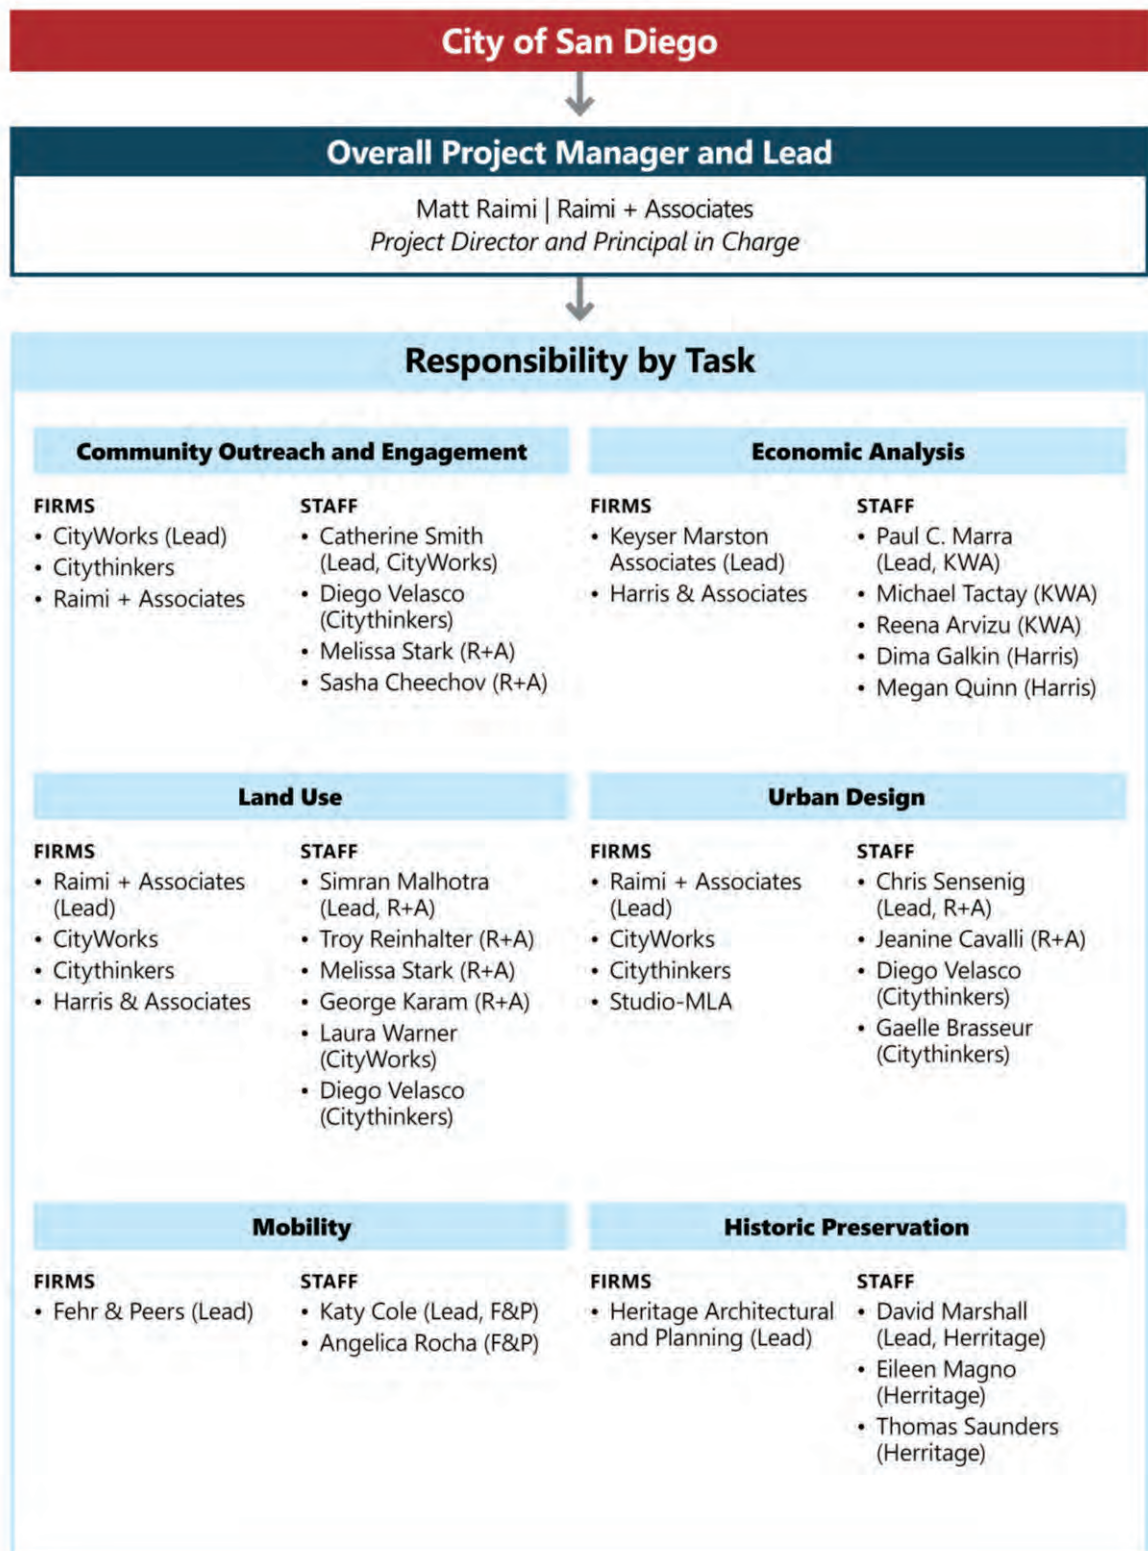 City of San Diego
Overall Project Manager and Lead
Matt Raimi | Raimi + Associates
Project Director and Principal in Charge
Responsibility by Task
Community Outreach and Engagement
FIRMS
• CityWorks (Lead)
• Citythinkers
• Raimi + Associates
STAFF
• Catherine Smith
(Lead, CityWorks)
• Diego Velasco
(Citythinkers)
• Melissa Stark (R+A)
• Sasha Cheechov (R+A)
Economic Analysis
FIRMS
• Keyser Marston
Associates (Lead)
• Harris & Associates
STAFF
• Paul C. Marra
(Lead, KWA)
• Michael Tactay (KWA)
• Reena Arvizu (KWA)
• Dima Galkin (Harris)
• Megan Quinn (Harris)
Land Use
FIRMS
• Raimi + Associates
(Lead)
• CityWorks
• Citythinkers
• Harris & Associates
STAFF
• Simran Malhotra
(Lead, R+A)
• Troy Reinhalter (R+A)
• Melissa Stark (R+A)
• George Karam (R+A)
• Laura Warner
(CityWorks)
• Diego Velasco
(Citythinkers)
Urban Design
FIRMS
• Raimi + Associates
(Lead)
• CityWorks
• Citythinkers
• Studio-MLA
STAFF
• Chris Sensenig
(Lead, R+A)
• Jeanine Cavalli (R+A)
• Diego Velasco
(Citythinkers)
• Gaelle Brasseur
(Citythinkers)
Mobility
FIRMS
• Fehr & Peers (Lead)
STAFF
• Katy Cole (Lead, F&P)
• Angelica Rocha (F&P)
Historic Preservation
FIRMS
• Heritage Architectural
and Planning (Lead)
STAFF
• David Marshall
(Lead, Herritage)
• Eileen Magno
(Herritage)
• Thomas Saunders
(Herritage)